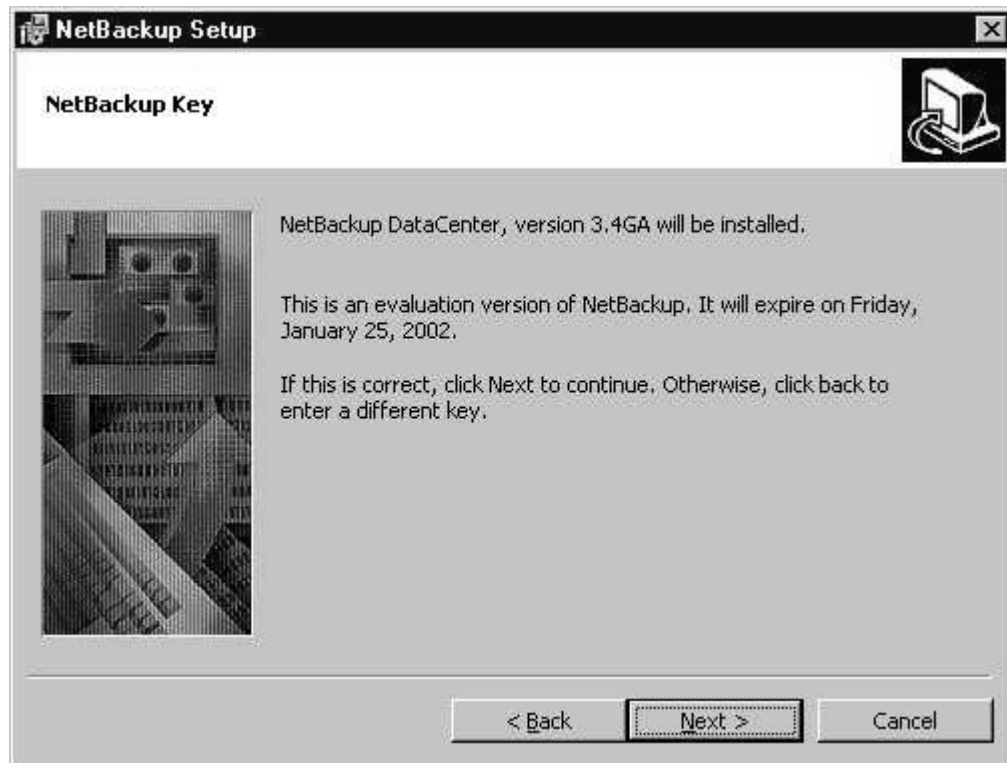 NetBackup Setup
NetBackup Key
NetBackup DataCenter, version 3.4GA will be installed.
This is an evaluation version of NetBackup. It will expire on Friday,
January 25, 2002.
If this is correct, click Next to continue. Otherwise, click back to
enter a different key.
< Back
Next >
Cancel